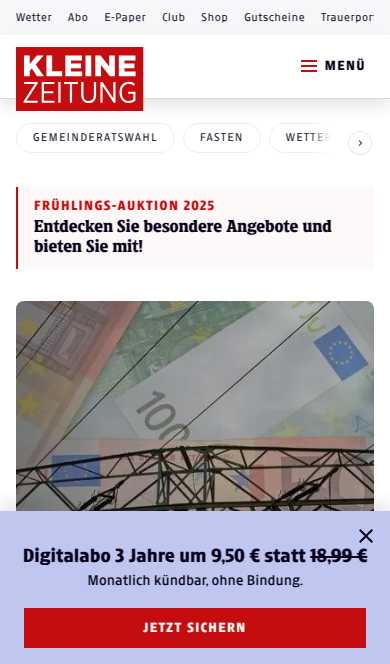 Wetter Abo E-Paper Club Shop Gutscheine Trauerpor
KLEINE
ZEITUNG
MENÜ
GEMEINDERATSWAHL FASTEN WETTER
FRÜHLINGS-AUKTION 2025
Entdecken Sie besondere Angebote und
bieten Sie mit!
100
Digitalabo 3 Jahre um 9,50 € statt 18,99 €
Monatlich kündbar, ohne Bindung.
JETZT SICHERN